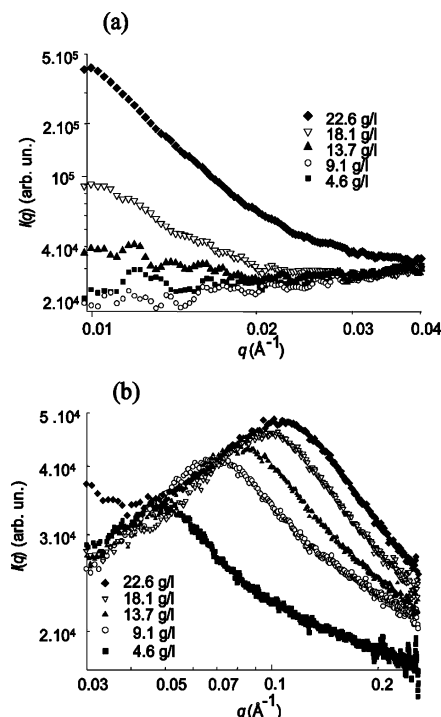 (a)
5.10⁵
2.10⁵
10⁵
4.10⁴
2.10⁴
I(q) (arb. un.)
22.6 g/l
18.1 g/l
13.7 g/l
9.1 g/l
4.6 g/l
0.01 0.02 0.03 0.04
q (Å⁻¹)
(b)
5.10⁴
4.10⁴
3.10⁴
2.10⁴
I(q) (arb. un.)
22.6 g/l
18.1 g/l
13.7 g/l
9.1 g/l
4.6 g/l
0.03 0.05 0.07 0.1 0.2
q (Å⁻¹)